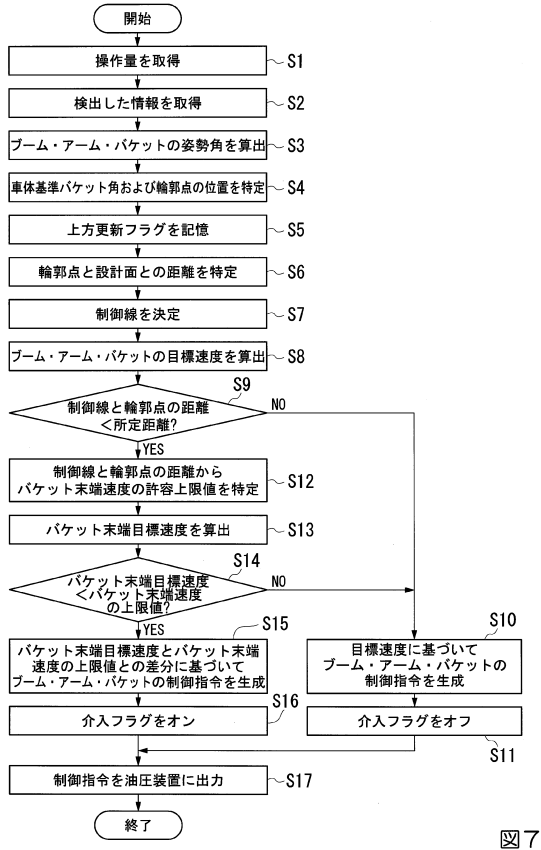 開始
操作量を取得
S1
検出した情報を取得
S2
ブーム・アーム・バケットの姿勢角を算出
S3
車体基準バケット角および輪郭点の位置を特定
S4
上方更新フラグを記憶
S5
輪郭点と設計面との距離を特定
S6
制御線を決定
S7
ブーム・アーム・バケットの目標速度を算出
S8
S9
制御線と輪郭点の距離
<所定距離?
NO
YES
制御線と輪郭点の距離から
バケット末端速度の許容上限値を特定
S12
バケット末端目標速度を算出
S13
S14
バケット末端目標速度
<バケット末端速度
の上限値?
NO
YES
S15
バケット末端目標速度とバケット末端
速度の上限値との差分に基づいて
ブーム・アーム・バケットの制御指令を生成
S10
目標速度に基づいて
ブーム・アーム・バケットの
制御指令を生成
S16
介入フラグをオン
介入フラグをオフ
S11
制御指令を油圧装置に出力
S17
終了
図7